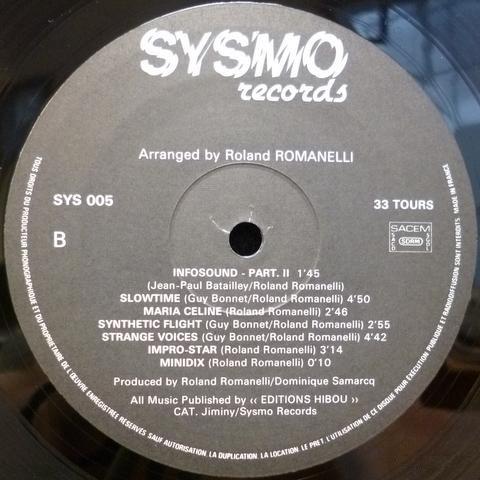 SYSMO
records
Arranged by Roland ROMANELLI
SYS 005
33 TOURS
B
SACEM
SACD
SDRM
SGDL
INFOSOUND - PART. II 1'45
(Jean-Paul Batailley/Roland Romanelli)
SLOWTIME (Guy Bonnet/Roland Romanelli) 4'50
MARIA CELINE (Roland Romanelli) 2'46
SYNTHETIC FLIGHT (Guy Bonnet/Roland Romanelli) 2'55
STRANGE VOICES (Guy Bonnet/Roland Romanelli) 4'42
IMPRO-STAR (Roland Romanelli) 3'14
MINIDIX (Roland Romanelli) 0'10
Produced by Roland Romanelli/Dominique Samarcq
All Music Published by ‹‹ EDITIONS HIBOU ››
CAT. Jiminy/Sysmo Records
TOUS DROITS DU PRODUCTEUR PHONOGRAPHIQUE ET DU PROPRIETAIRE DE L'ŒUVRE ENREGISTRÉE RÉSERVÉS SAUF AUTORISATION. LA DUPLICATION. LA LOCATION. LE PRET. L'UTILISATION DE CE DISQUE POUR EXECUTION PUBLIQUE ET RADIODIFFUSION SONT INTERDITS MADE IN FRANCE